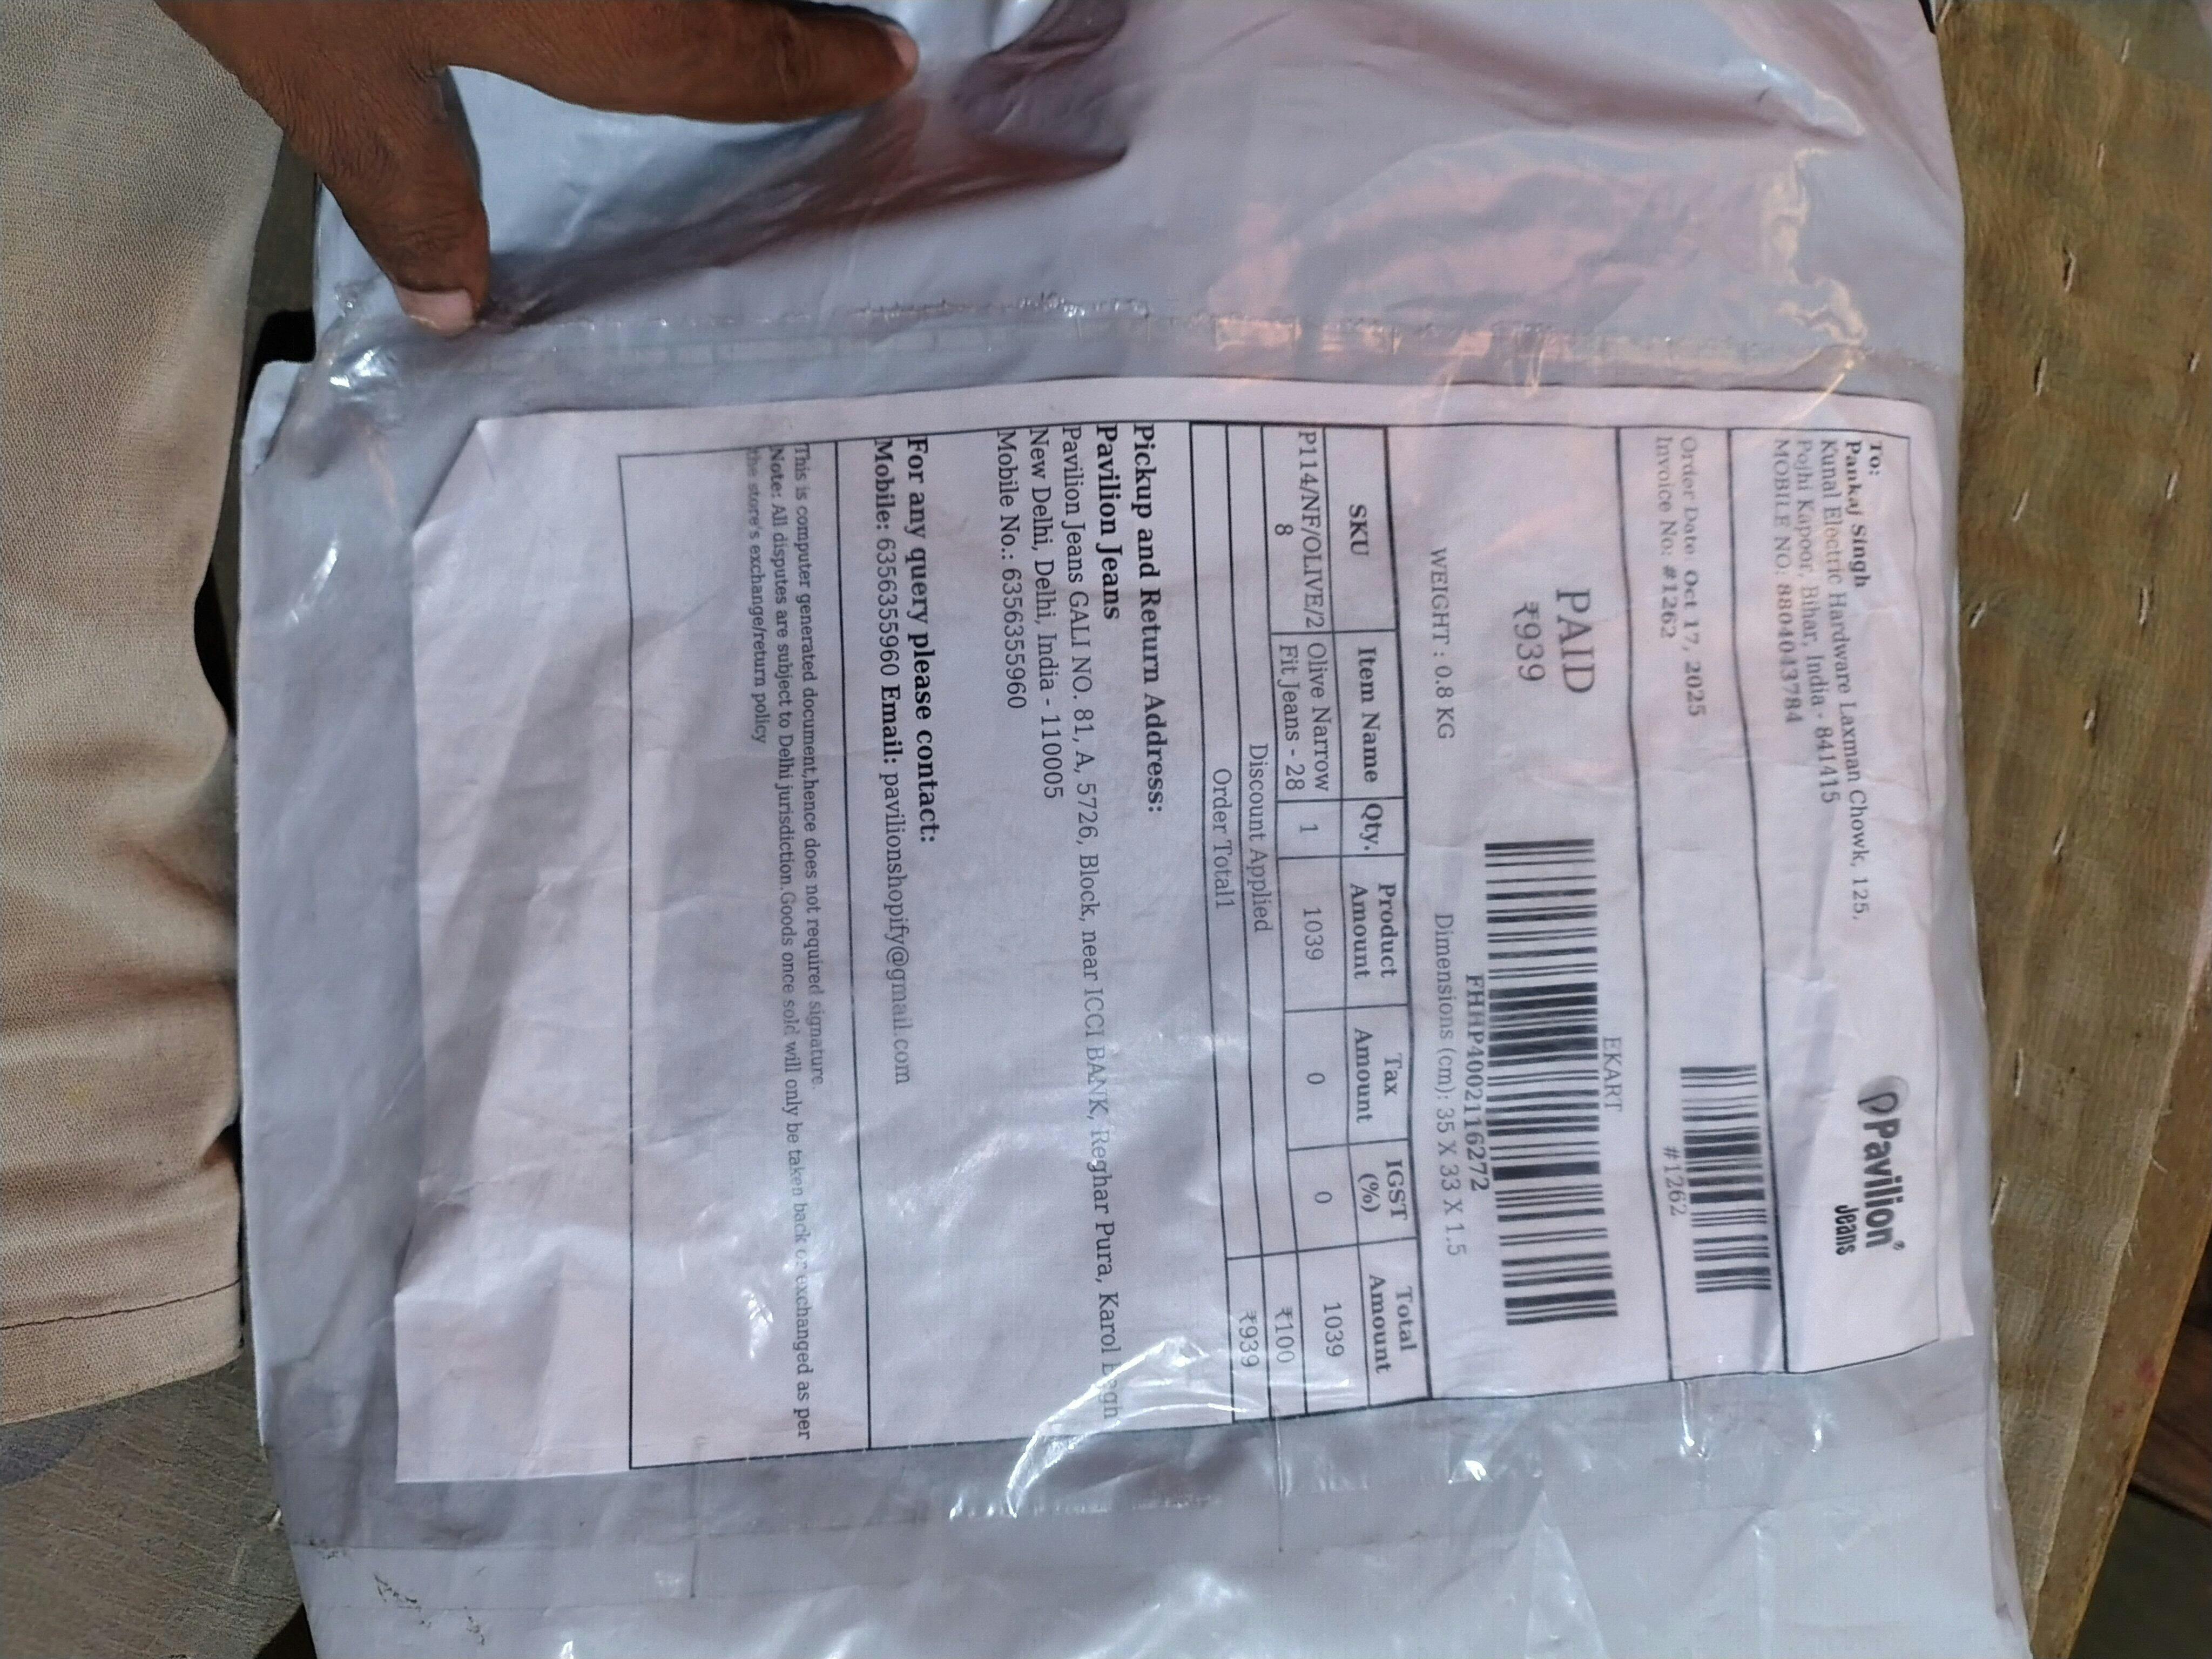 To:
Pankaj Singh
Kunal Electric Hardware Laxman Chowk, 125,
Pojhi Kapoor, Bihar, India - 841415
MOBILE NO: 8804043784
Pavilion®
Jeans
Order Date Oct 17, 2025
Invoice No: #1262
#1262
PAID
₹939
EKART
FHHP4002116272
WEIGHT : 0.8 KG Dimensions (cm): 35 X 33 X 1.5
SKU Item Name Qty. Product Amount Tax Amount IGST (%) Total Amount
P114/NF/OLIVE/2 Olive Narrow 1 1039 0 0 1039
8 Fit Jeans - 28
Discount Applied ₹100
Order Total1 ₹939
Pickup and Return Address:
Pavilion Jeans
Pavilion Jeans GALI NO. 81, A, 5726, Block, near ICCI BANK, Reghar Pura, Karol
New Delhi, Delhi, India - 110005
Mobile No.: 6356355960
For any query please contact:
Mobile: 6356355960 Email: pavilionshopify@gmail.com
This is computer generated document,hence does not required signature.
Note: All disputes are subject to Delhi jurisdiction.Goods once sold will only be taken back or exchanged as per
the store's exchange/return policy